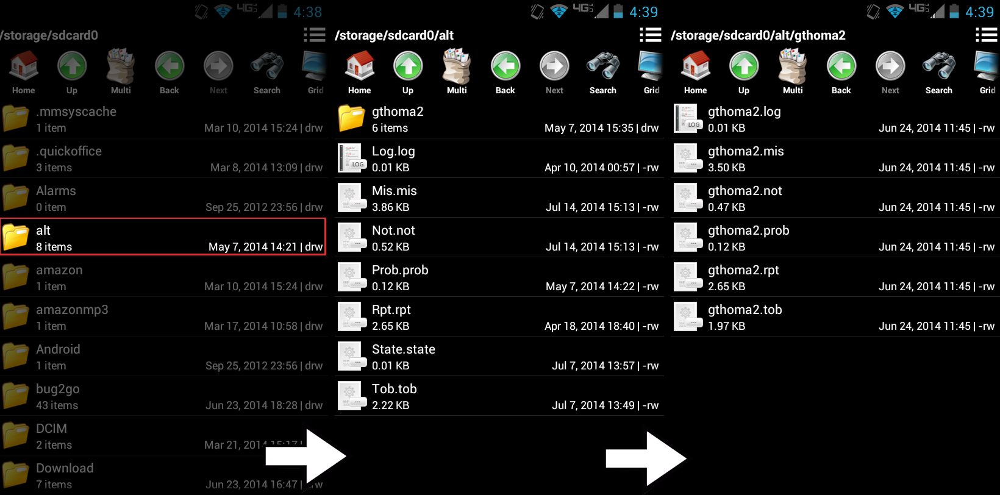 4G LTE 4:38
/storage/sdcard0
Home Up Multi Back Next Search Grid
.mmsyscache
1 item Mar 10, 2014 15:24 | drw
.quickoffice
3 items Mar 8, 2014 13:09 | drw
Alarms
0 item Sep 25, 2012 23:56 | drw
alt
8 items May 7, 2014 14:21 | drw
amazon
1 item Mar 10, 2014 15:24 | drw
amazonmp3
1 item Mar 17, 2014 10:58 | drw
Android
1 item Sep 25, 2012 23:56 | drw
bug2go
43 items Jun 23, 2014 18:28 | drw
DCIM
2 items Mar 21, 2014 15:17 |
Download
7 items Jun 23, 2014 16:47 | drw
4G LTE 4:39
/storage/sdcard0/alt
Home Up Multi Back Next Search Grid
gthoma2
6 items May 7, 2014 15:35 | drw
Log.log
LOG
0.01 KB Apr 10, 2014 00:57 | -rw
Mis.mis
3.86 KB Jul 14, 2014 15:13 | -rw
Not.not
0.52 KB Jul 14, 2014 15:13 | -rw
Prob.prob
0.12 KB May 7, 2014 14:22 | -rw
Rpt.rpt
2.65 KB Apr 18, 2014 18:40 | -rw
State.state
0.01 KB Jul 7, 2014 13:57 | -rw
Tob.tob
2.22 KB Jul 7, 2014 13:49 | -rw
4G LTE 4:39
/storage/sdcard0/alt/gthoma2
Home Up Multi Back Next Search Grid
gthoma2.log
LOG
0.01 KB Jun 24, 2014 11:45 | -rw
gthoma2.mis
3.50 KB Jun 24, 2014 11:45 | -rw
gthoma2.not
0.47 KB Jun 24, 2014 11:45 | -rw
gthoma2.prob
0.12 KB Jun 24, 2014 11:45 | -rw
gthoma2.rpt
2.65 KB Jun 24, 2014 11:45 | -rw
gthoma2.tob
1.97 KB Jun 24, 2014 11:45 | -rw